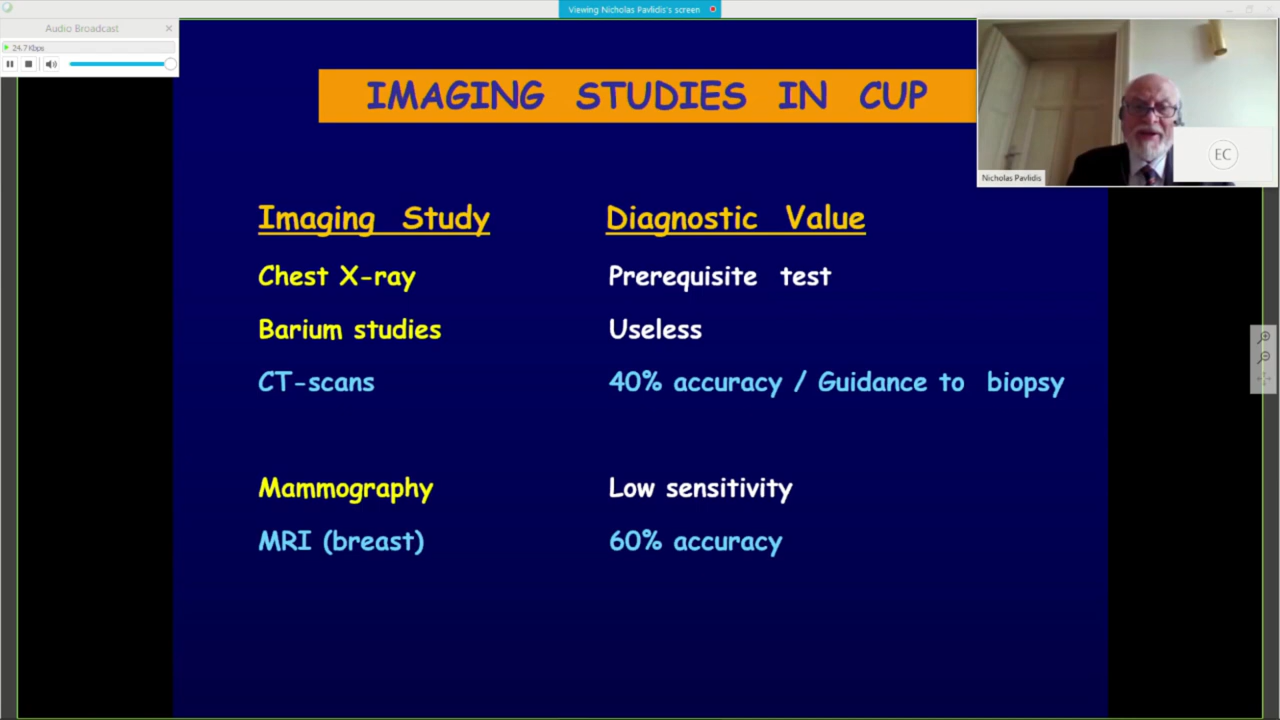 Viewing Nicholas Pavlidis's screen
Audio Broadcast
24.7Kbps
IMAGING STUDIES IN CUP
EC
Nicholas Pavlidis
Imaging Study Diagnostic Value
Chest X-ray Prerequisite test
Barium studies Useless
CT-scans 40% accuracy / Guidance to biopsy
Mammography Low sensitivity
MRI (breast) 60% accuracy